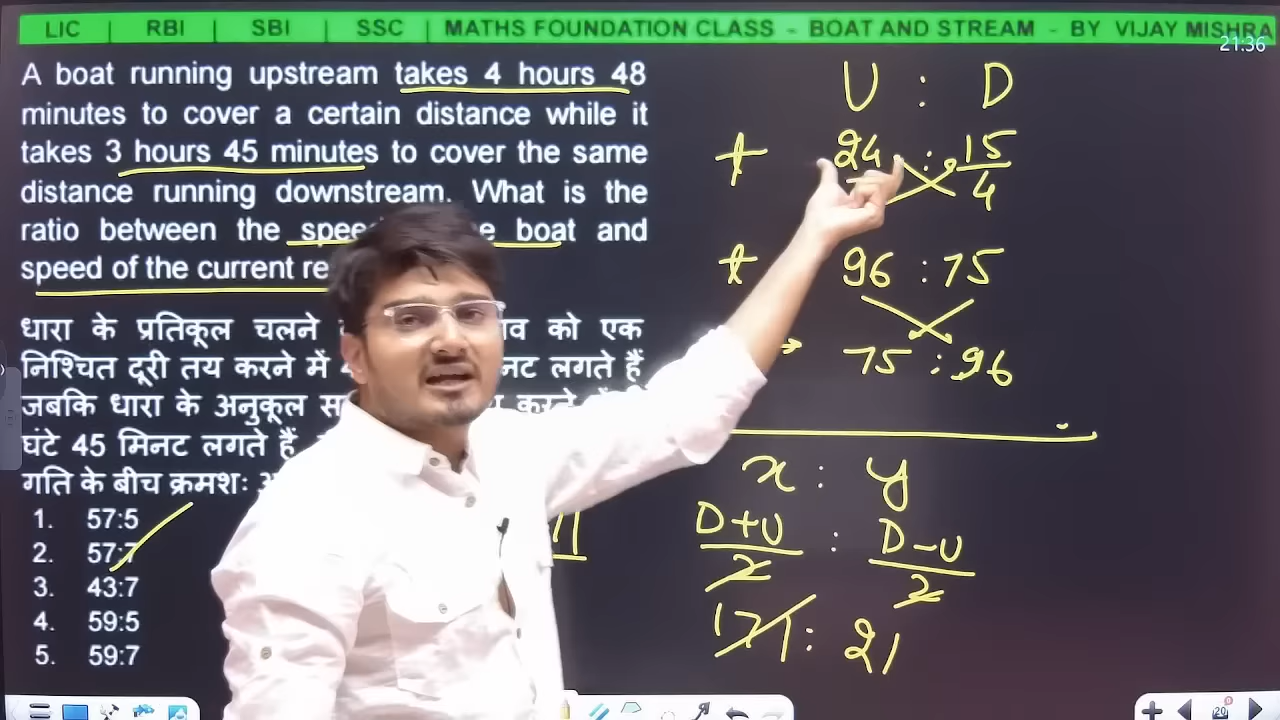 LIC | RBI | SBI | SSC | MATHS FOUNDATION CLASS - BOAT AND STREAM - BY VIJAY MISHRA
21:36
A boat running upstream takes 4 hours 48
minutes to cover a certain distance while it
takes 3 hours 45 minutes to cover the same
distance running downstream. What is the
ratio between the boat and
speed of the current
धारा के प्रतिकूल चलने को एक
निश्चित दूरी तय करने में लगते हैं
जबकि धारा के अनुकूल
घंटे 45 मिनट लगते हैं
गति के बीच क्रमशः
1. 57:5
2. 57:7
3. 43:7
4. 59:5
5. 59:7
U : D
t 24 : 15
4
t 96 : 75
75 : 96
x : y
D+U : D-U
2 2
171 : 21
20